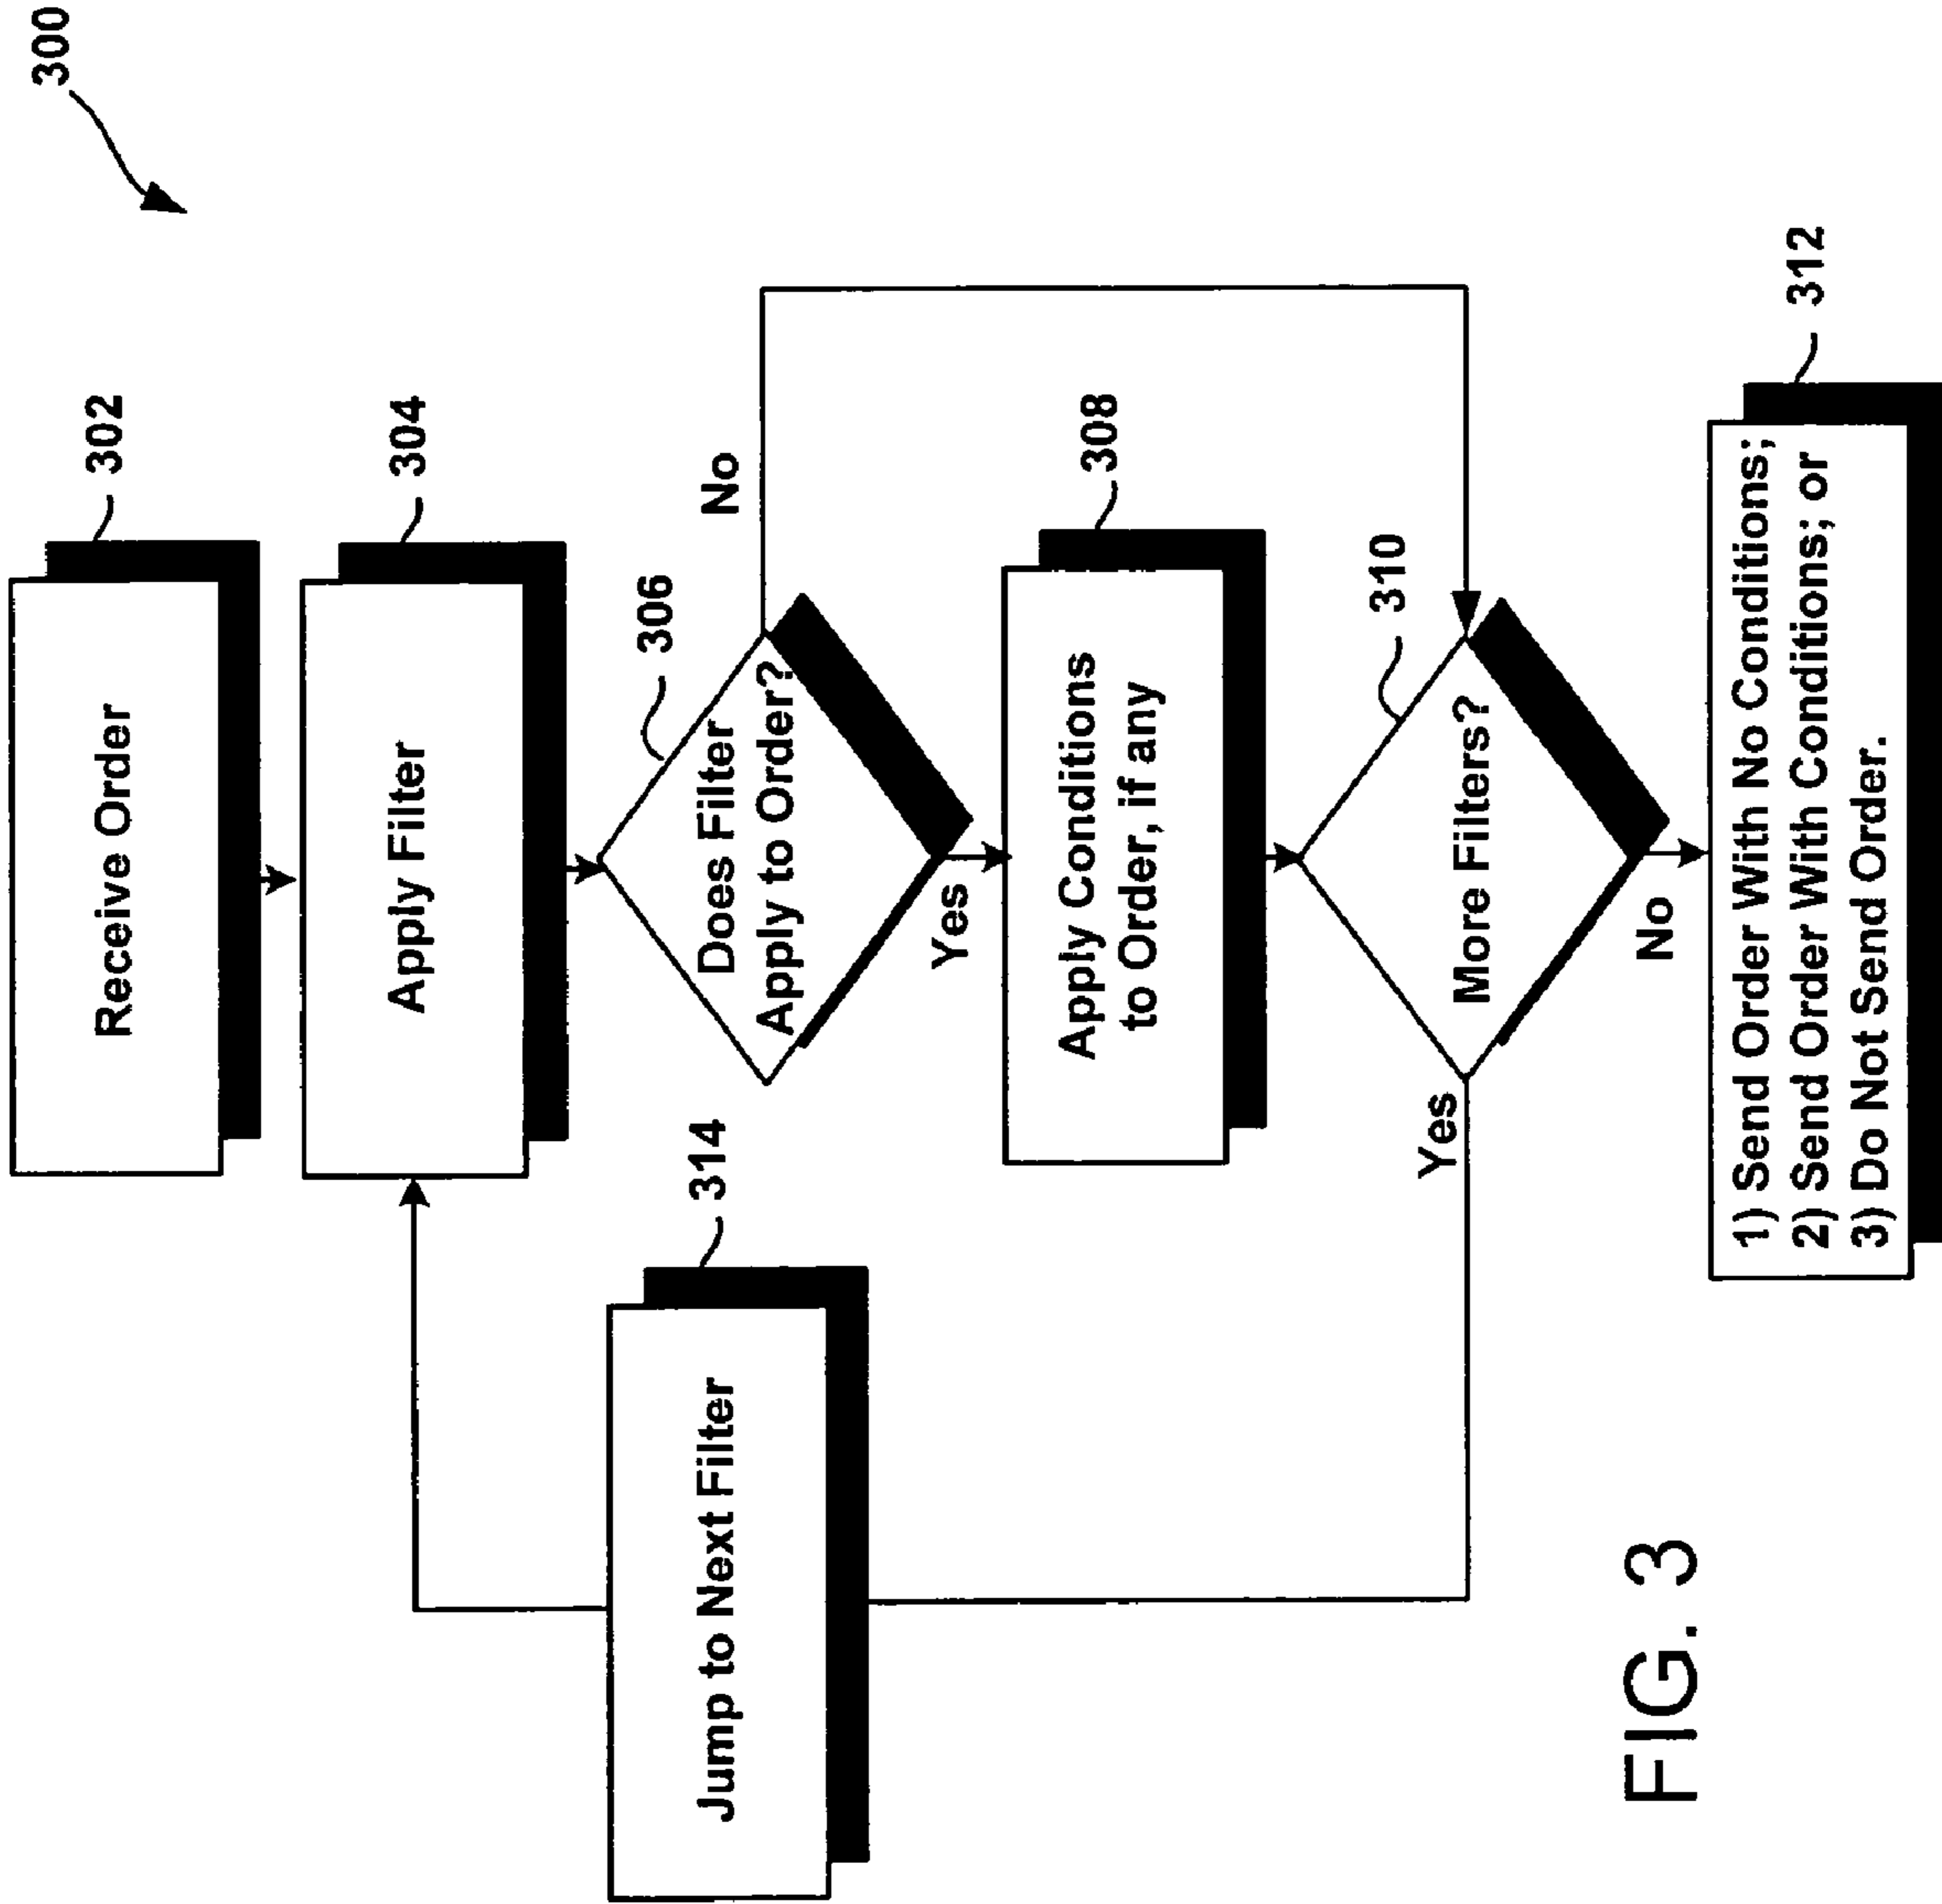 300
Receive Order
302
Apply Filter
304
Does Filter
Apply to Order?
306
No
Yes
Apply Conditions
to Order, if any
308
More Filters?
310
Yes
No
Jump to Next Filter
314
1) Send Order With No Conditions;
2) Send Order With Conditions; or
3) Do Not Send Order.
312
FIG. 3